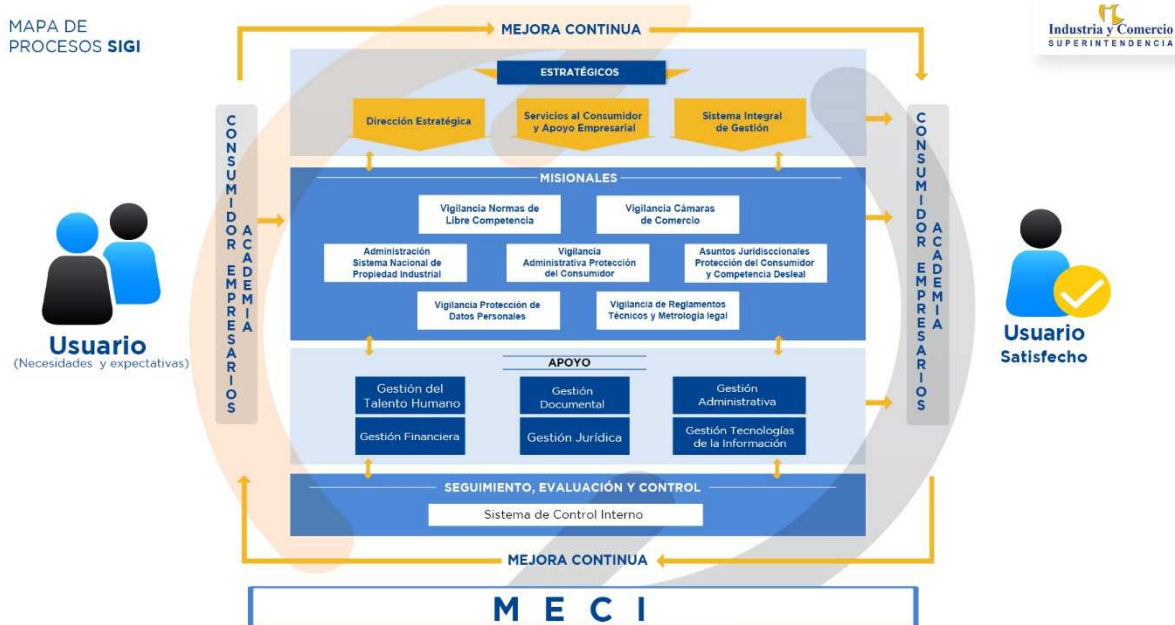 MAPA DE
PROCESOS SIGI
Industria y Comercio
SUPERINTENDENCIA
MEJORA CONTINUA
ESTRATÉGICOS
Dirección Estratégica
Servicios al Consumidor
y Apoyo Empresarial
Sistema Integral
de Gestión
CONSUMIDOR EMPRESARIOS
ACADEMIA
MISIONALES
Vigilancia Normas de
Libre Competencia
Vigilancia Cámaras
de Comercio
Administración
Sistema Nacional de
Propiedad Industrial
Vigilancia
Administrativa Protección
del Consumidor
Asuntos Juridisccionales
Protección del Consumidor
y Competencia Desleal
Vigilancia Protección de
Datos Personales
Vigilancia de Reglamentos
Técnicos y Metrología legal
Usuario
(Necesidades y expectativas)
CONSUMIDOR EMPRESARIOS
ACADEMIA
Usuario
Satisfecho
APOYO
Gestión del
Talento Humano
Gestión
Documental
Gestión
Administrativa
Gestión Financiera
Gestión Jurídica
Gestión Tecnologías
de la Información
SEGUIMIENTO, EVALUACIÓN Y CONTROL
Sistema de Control Interno
MEJORA CONTINUA
MECI